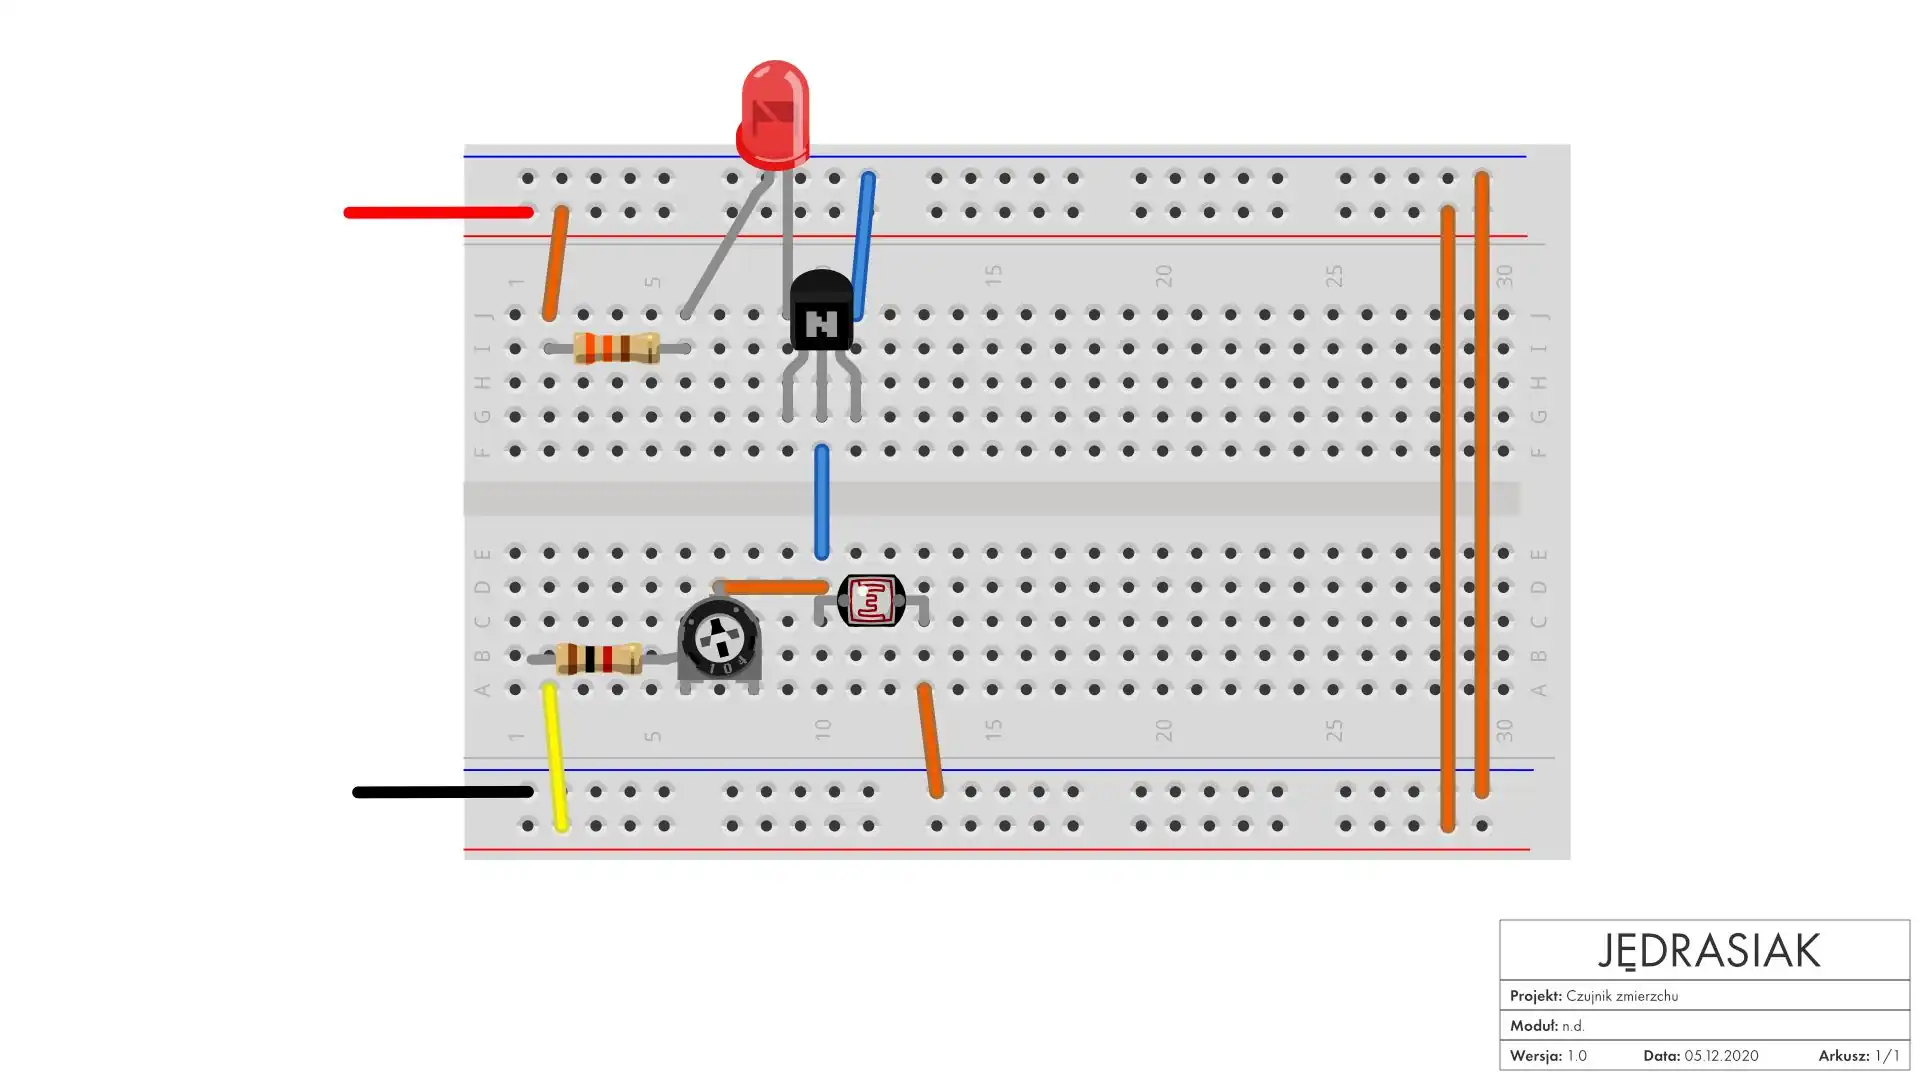 1 5 10 15 20 25 30
J J
I I
H H
G G
F F
N
E E
D D
C C
B B
A A
104
1 5 10 15 20 25 30
JĘDRASIAK
Projekt: Czujnik zmierzchu
Moduł: n.d.
Wersja: 1.0 Data: 05.12.2020 Arkusz: 1/1